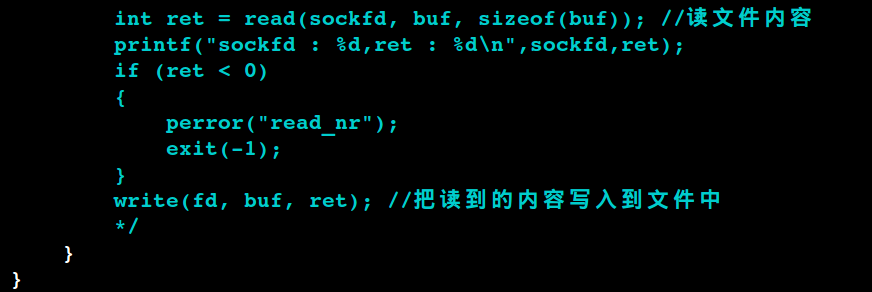 int ret = read(sockfd, buf, sizeof(buf)); //读文件内容
printf("sockfd : %d,ret : %d\n",sockfd,ret);
if (ret < 0)
{
perror("read_nr");
exit(-1);
}
write(fd, buf, ret); //把读到的内容写入到文件中
*/
}
}